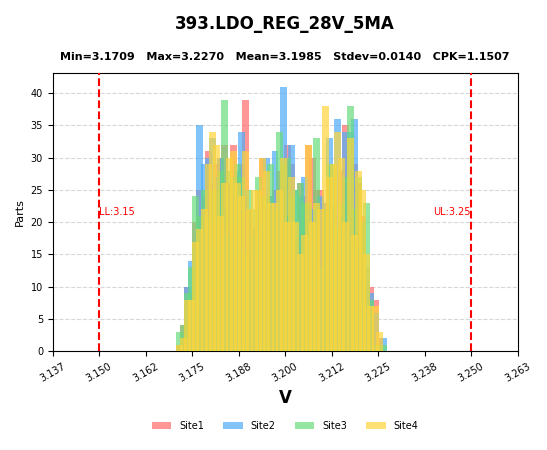 393.LDO_REG_28V_5MA
Min=3.1709 Max=3.2270 Mean=3.1985 Stdev=0.0140 CPK=1.1507
Parts
40
35
30
25
20
15
10
5
0
LL:3.15
UL:3.25
3.137 3.150 3.162 3.175 3.188 3.200 3.212 3.225 3.238 3.250 3.263
V
Site1 Site2 Site3 Site4